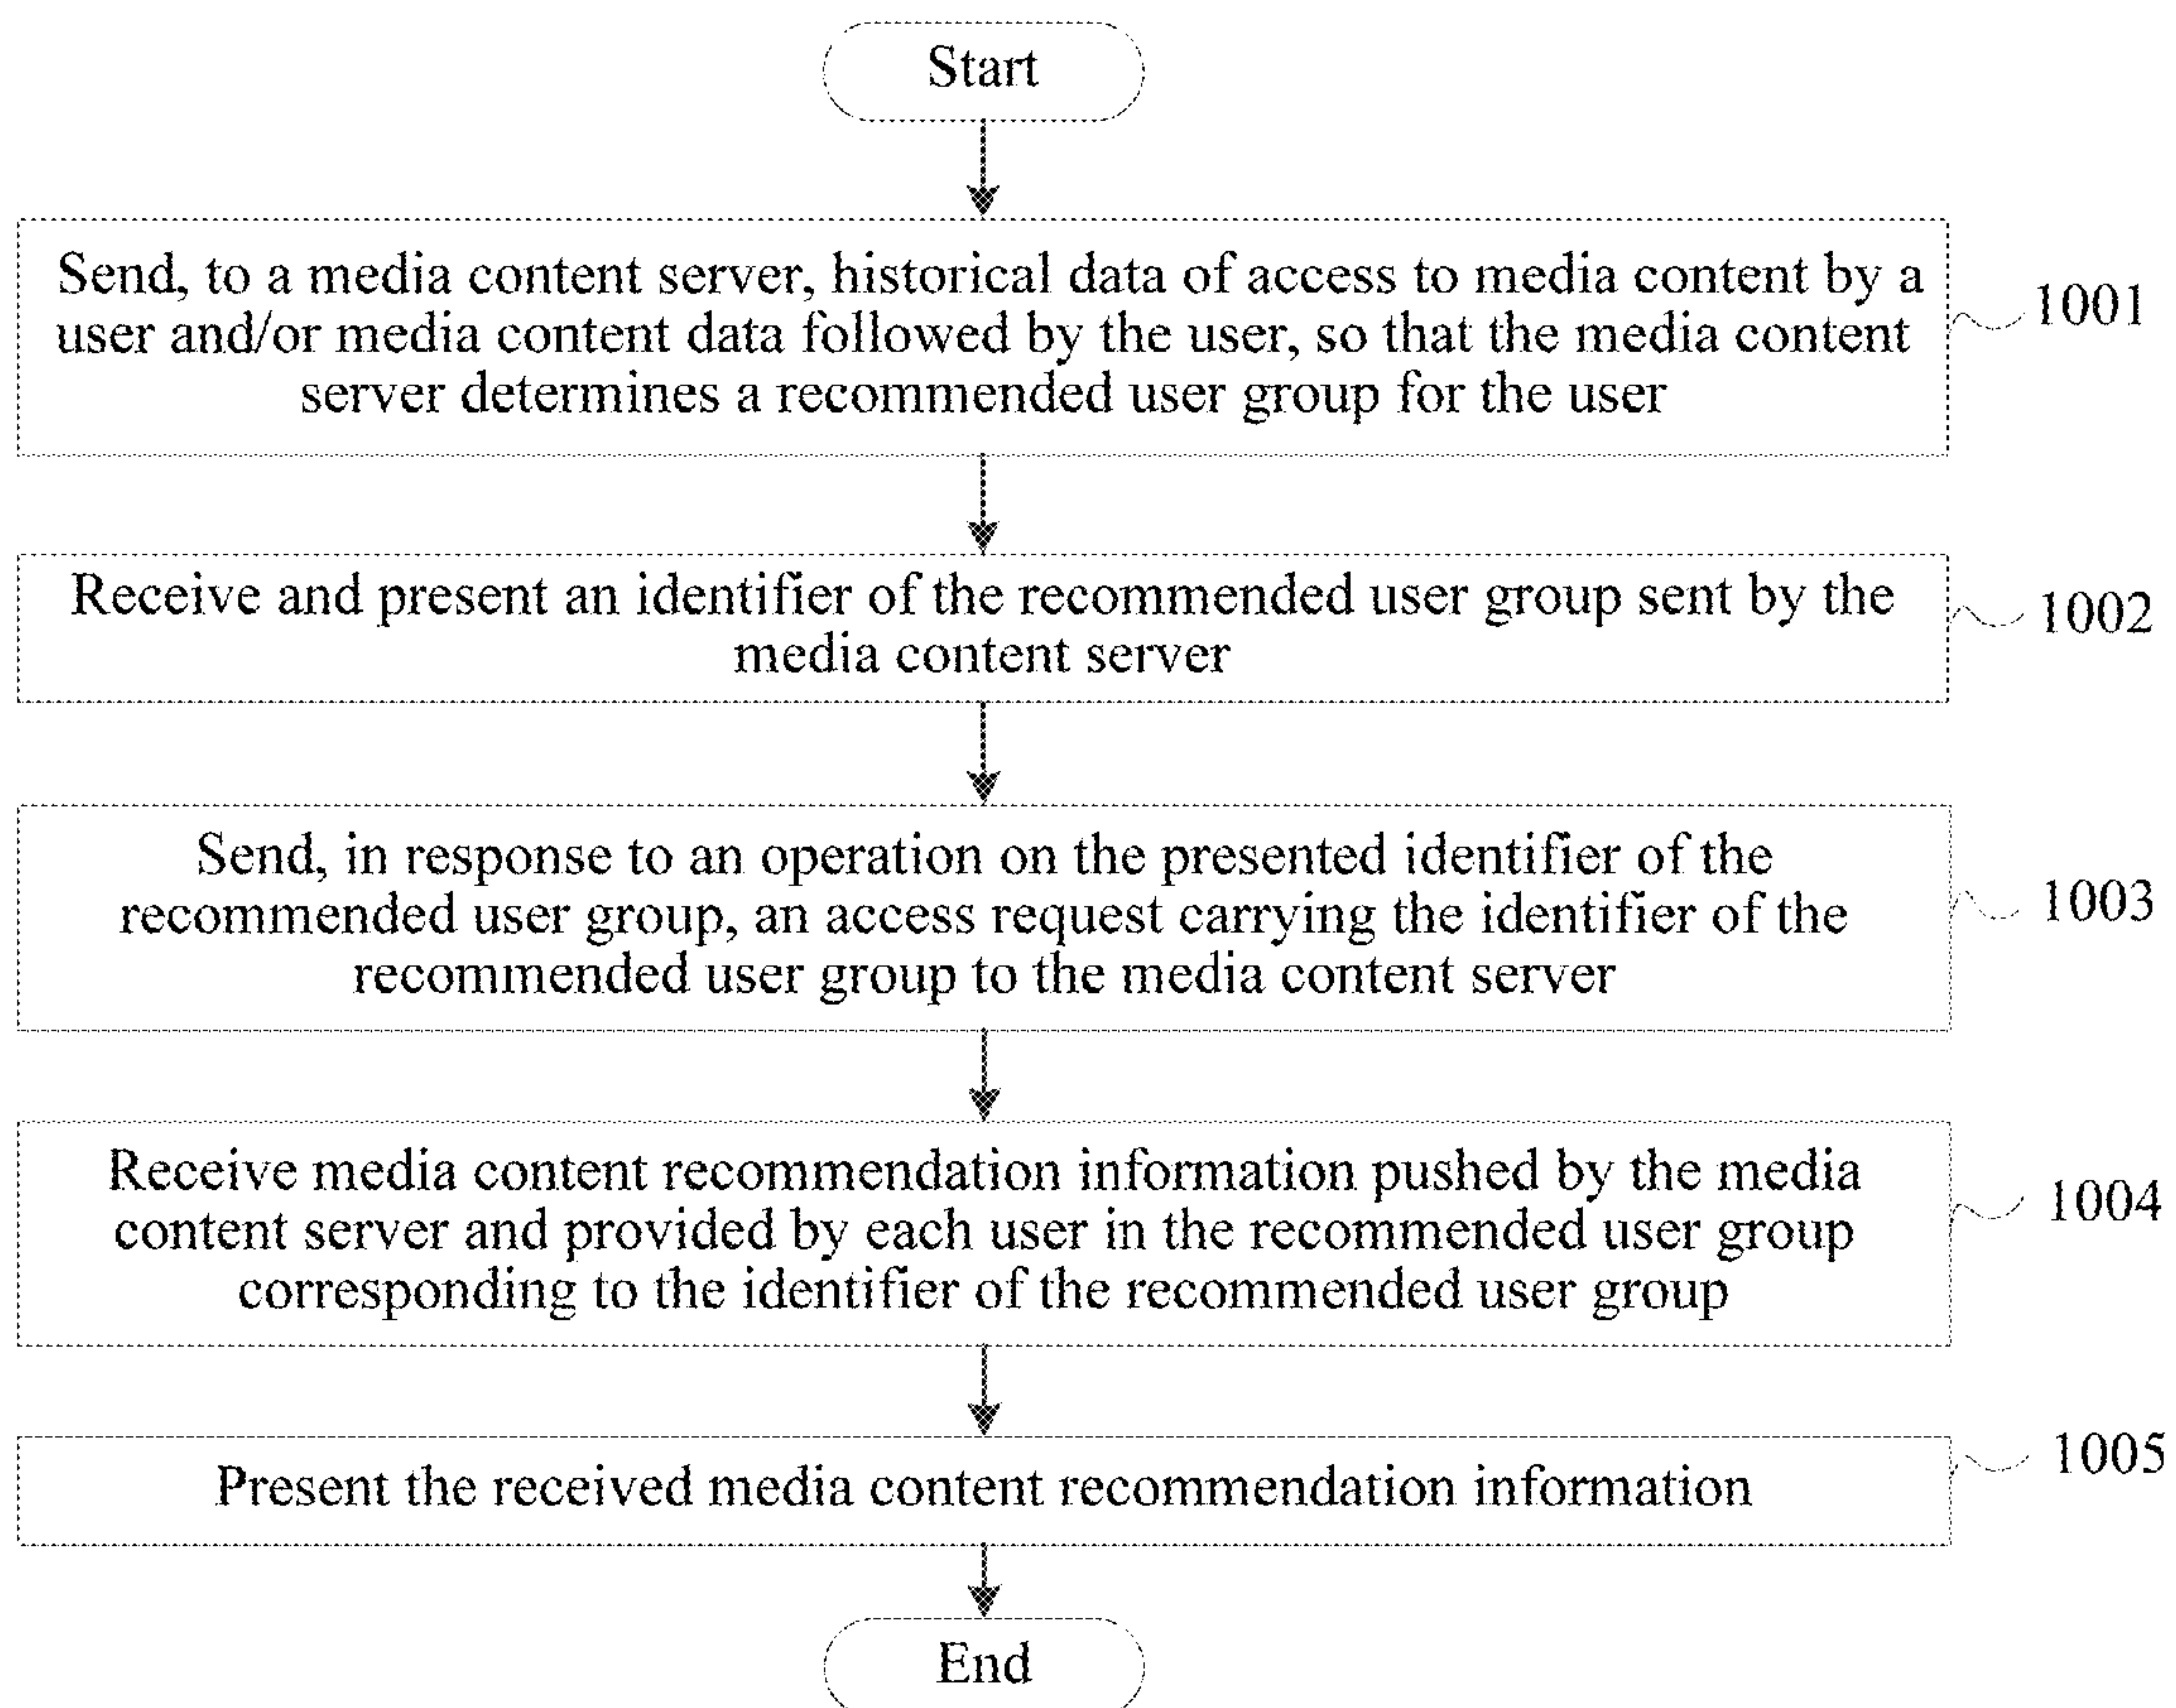 Start
Send, to a media content server, historical data of access to media content by a
user and/or media content data followed by the user, so that the media content
server determines a recommended user group for the user
1001
Receive and present an identifier of the recommended user group sent by the
media content server
1002
Send, in response to an operation on the presented identifier of the
recommended user group, an access request carrying the identifier of the
recommended user group to the media content server
1003
Receive media content recommendation information pushed by the media
content server and provided by each user in the recommended user group
corresponding to the identifier of the recommended user group
1004
Present the received media content recommendation information
1005
End